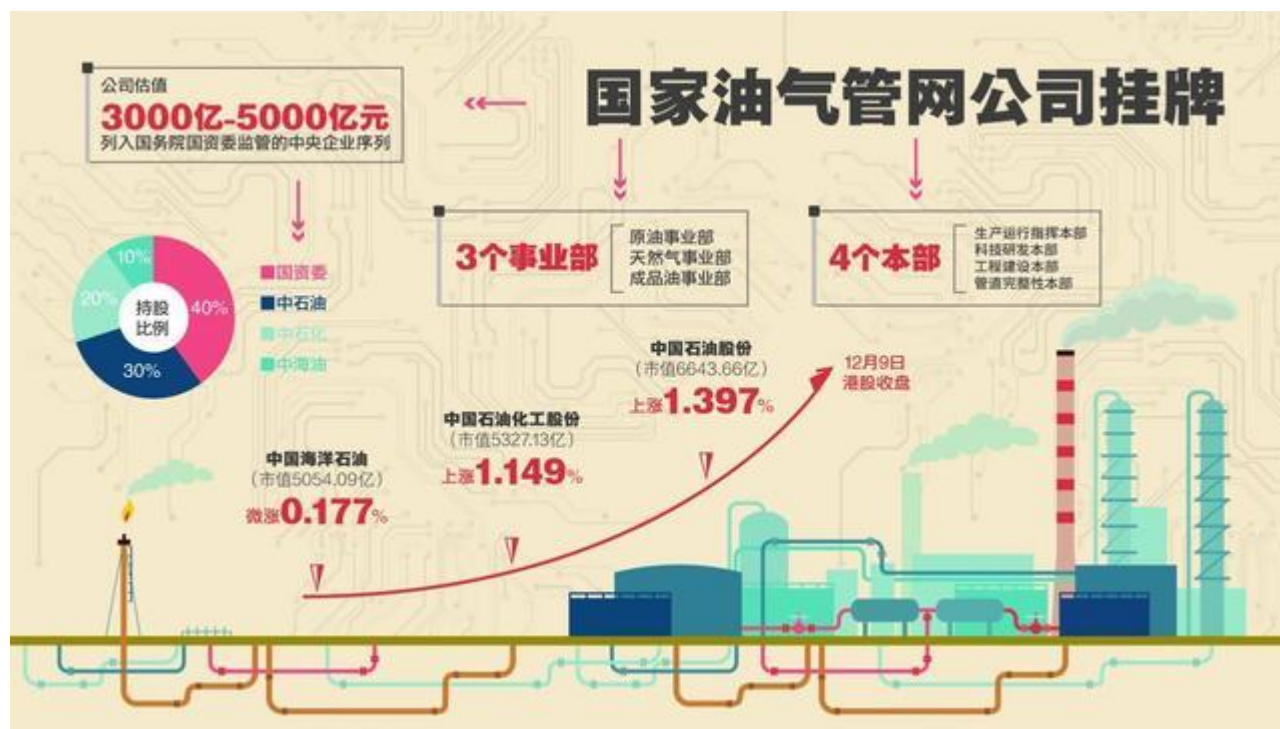 国家油气管网公司挂牌
公司估值
3000亿-5000亿元
列入国务院国资委监管的中央企业序列
持股
比例
10%
20%
30%
40%
国资委
中石油
中石化
中海油
3个事业部
原油事业部
天然气事业部
成品油事业部
4个本部
生产运行指挥本部
科技研发本部
工程建设本部
管道完整性本部
中国海洋石油
(市值5054.09亿)
微涨0.177%
中国石油化工股份
(市值5327.13亿)
上涨1.149%
中国石油股份
(市值6643.66亿)
上涨1.397%
12月9日
港股收盘